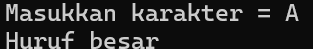 Masukkan karakter = A
Huruf besar